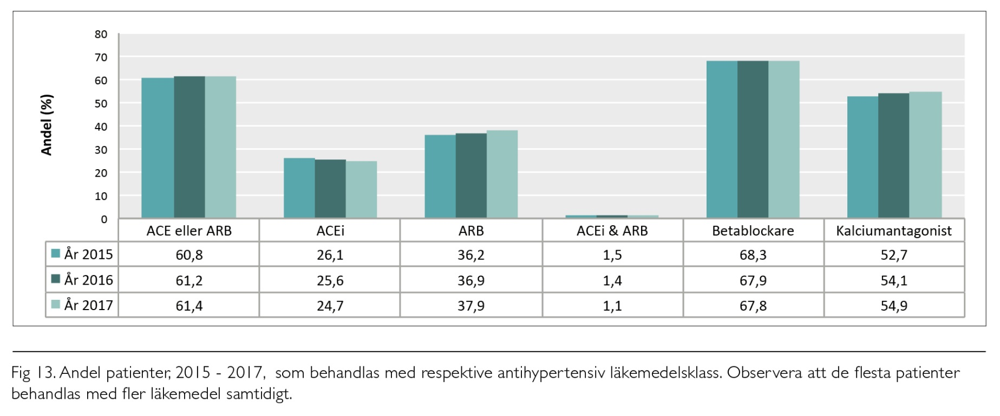 80
70
60
50
40
30
20
10
0
Andel (%)
ACE eller ARB ACEi ARB ACEi & ARB Betablockare Kalciumantagonist
År 2015 60,8 26,1 36,2 1,5 68,3 52,7
År 2016 61,2 25,6 36,9 1,4 67,9 54,1
År 2017 61,4 24,7 37,9 1,1 67,8 54,9
Fig 13. Andel patienter, 2015 - 2017, som behandlas med respektive antihypertensiv läkemedelsklass. Observera att de flesta patienter
behandlas med fler läkemedel samtidigt.